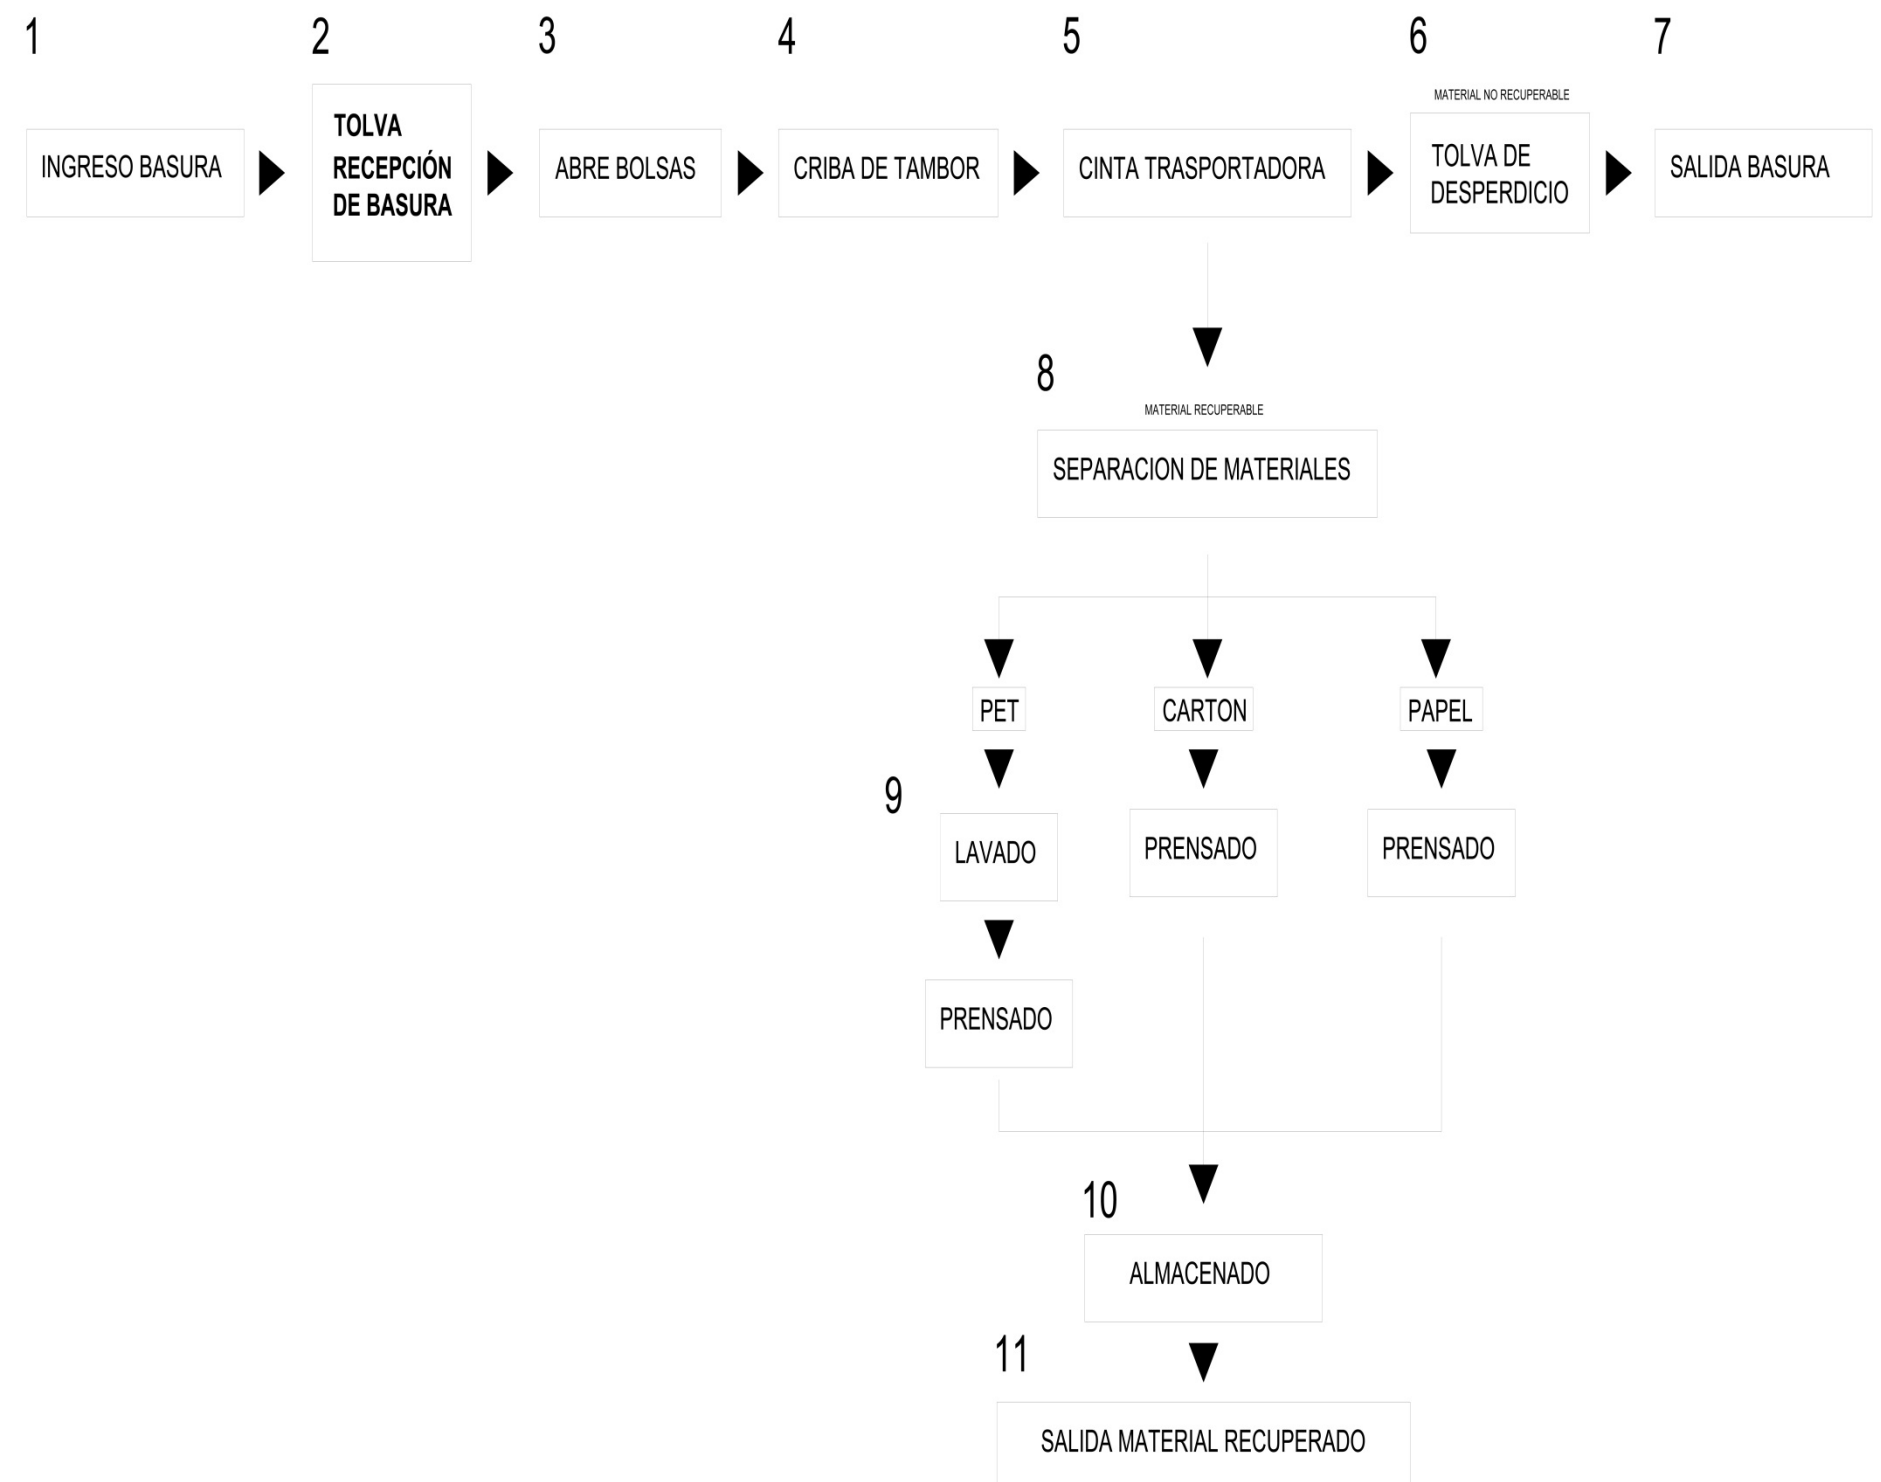 1
2
3
4
5
6
7
INGRESO BASURA
TOLVA
RECEPCIÓN
DE BASURA
ABRE BOLSAS
CRIBA DE TAMBOR
CINTA TRASPORTADORA
MATERIAL NO RECUPERABLE
TOLVA DE
DESPERDICIO
SALIDA BASURA
8
MATERIAL RECUPERABLE
SEPARACION DE MATERIALES
PET
CARTON
PAPEL
9
LAVADO
PRENSADO
PRENSADO
PRENSADO
10
ALMACENADO
11
SALIDA MATERIAL RECUPERADO